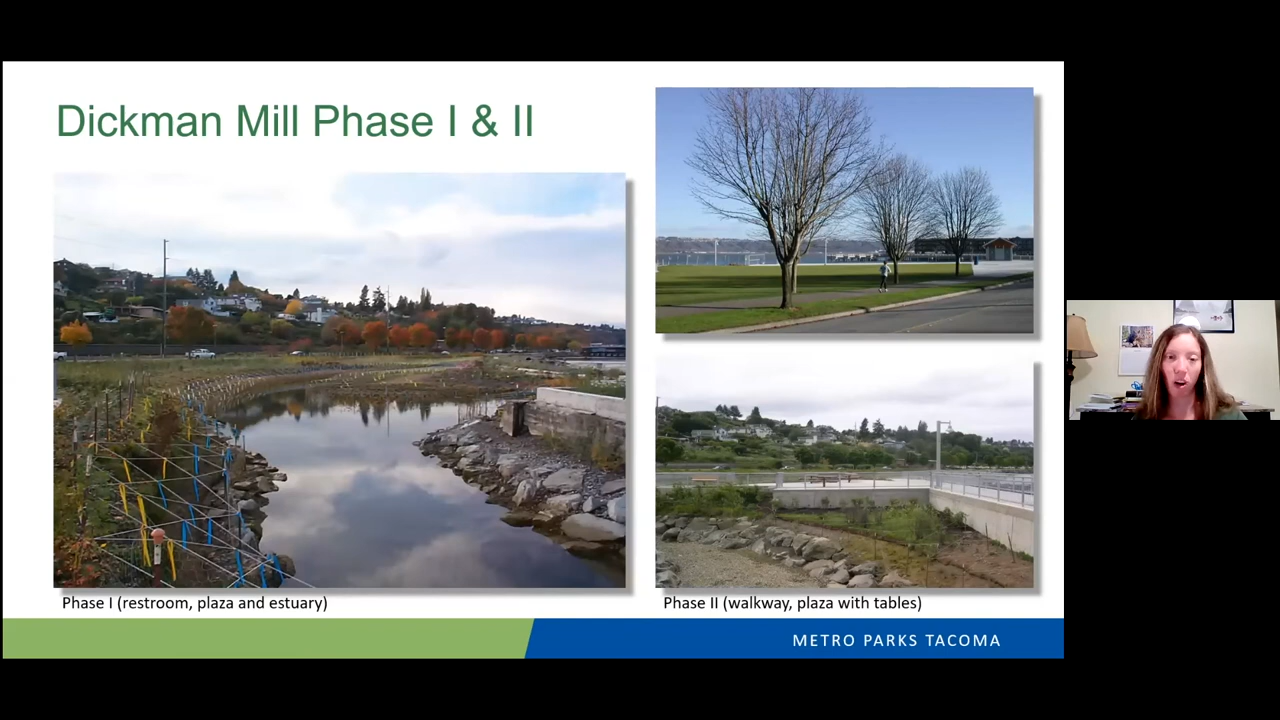 Dickman Mill Phase I & II
Phase I (restroom, plaza and estuary)
Phase II (walkway, plaza with tables)
METRO PARKS TACOMA